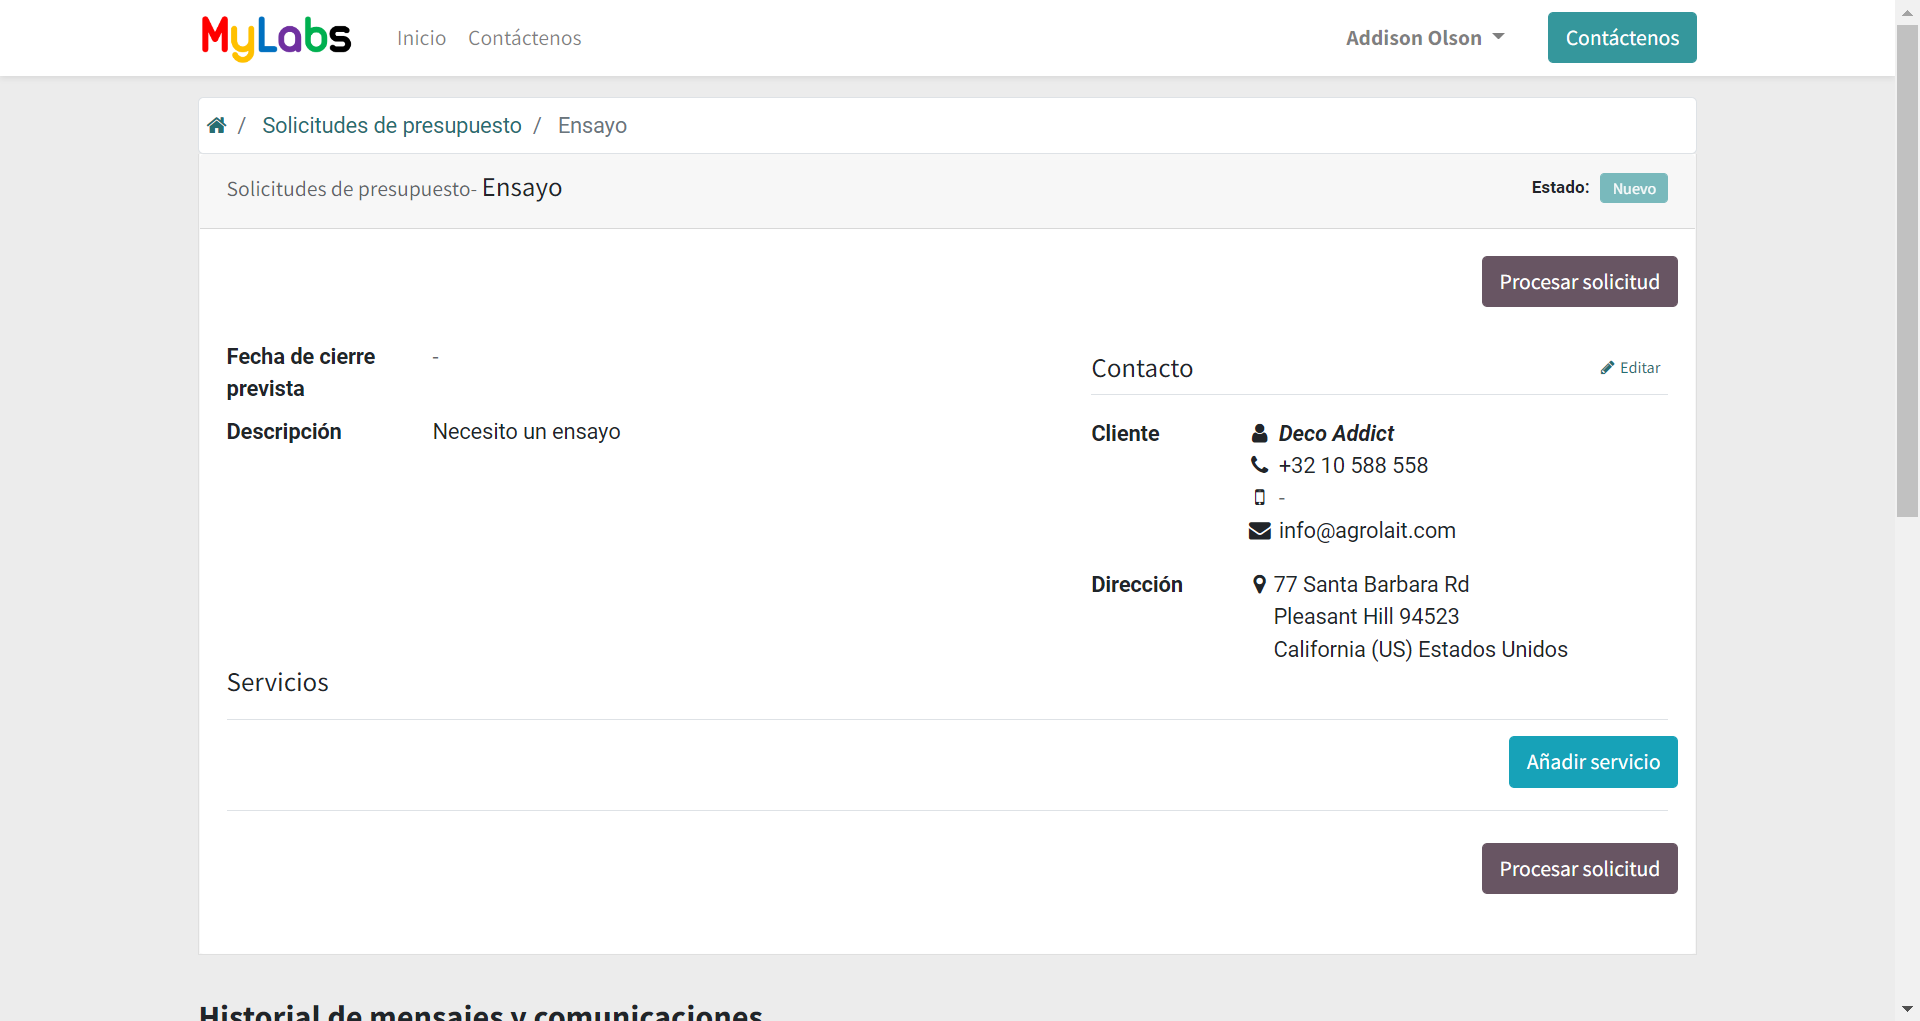 MyLabs
Inicio
Contáctenos
Addison Olson
Contáctenos
/ Solicitudes de presupuesto / Ensayo
Solicitudes de presupuesto- Ensayo
Estado: Nuevo
Procesar solicitud
Fecha de cierre prevista
-
Descripción
Necesito un ensayo
Contacto
Editar
Cliente
Deco Addict
+32 10 588 558
-
info@agrolait.com
Dirección
77 Santa Barbara Rd
Pleasant Hill 94523
California (US) Estados Unidos
Servicios
Añadir servicio
Procesar solicitud
Historial de mensajes y comunicaciones